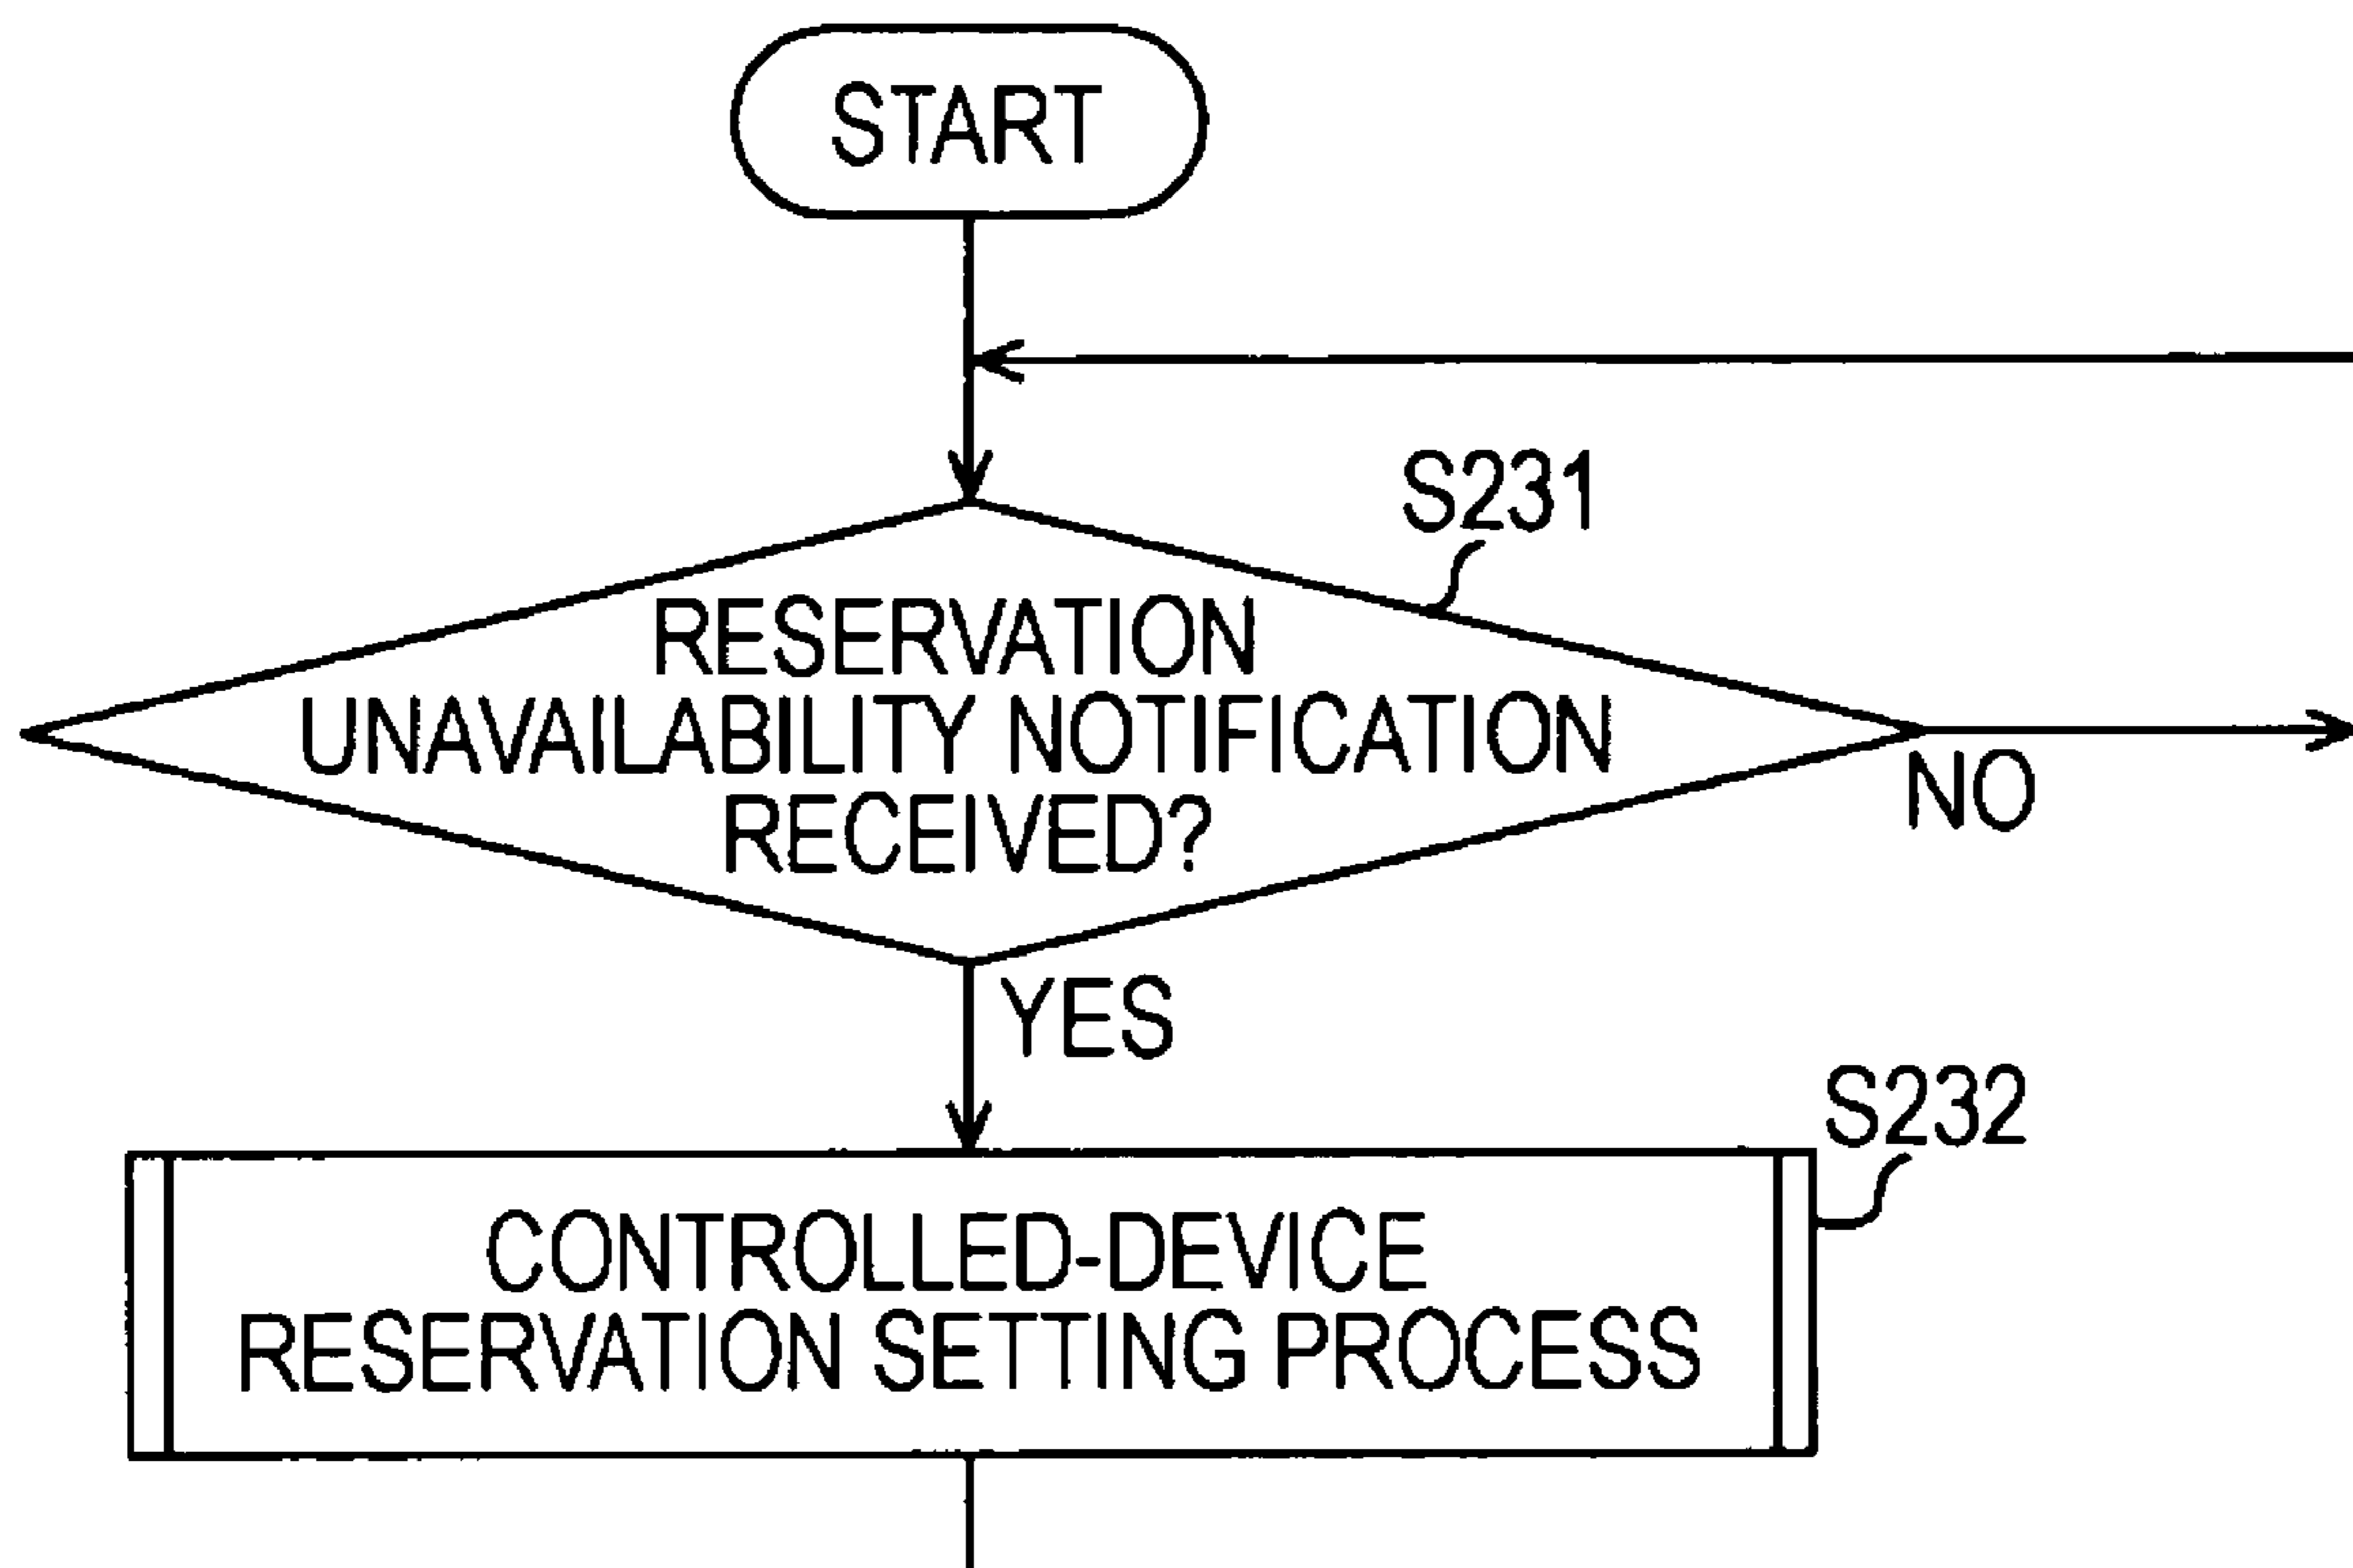 START
S231
RESERVATION
UNAVAILABILITY NOTIFICATION
RECEIVED?
NO
YES
S232
CONTROLLED-DEVICE
RESERVATION SETTING PROCESS